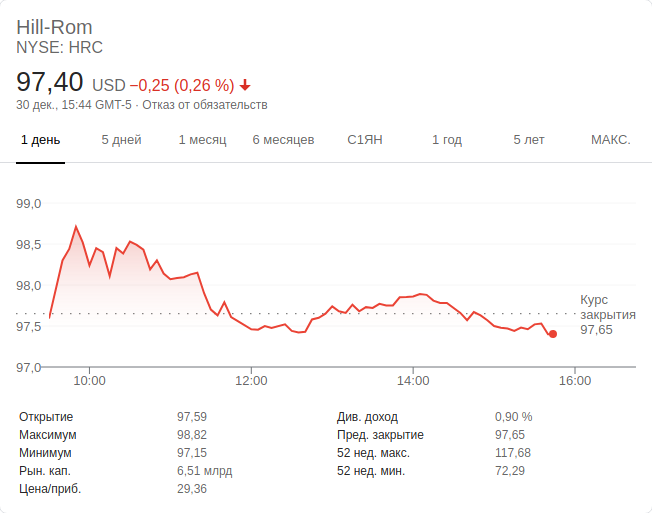 Hill-Rom
NYSE: HRC
97,40 USD −0,25 (0,26 %)
30 дек., 15:44 GMT-5 · Отказ от обязательств
1 день 5 дней 1 месяц 6 месяцев С1ЯН 1 год 5 лет МАКС.
99,0
98,5
98,0
97,5
97,0
Курс
закрытия
97,65
10:00 12:00 14:00 16:00
Открытие 97,59 Див. доход 0,90 %
Максимум 98,82 Пред. закрытие 97,65
Минимум 97,15 52 нед. макс. 117,68
Рын. кап. 6,51 млрд 52 нед. мин. 72,29
Цена/приб. 29,36